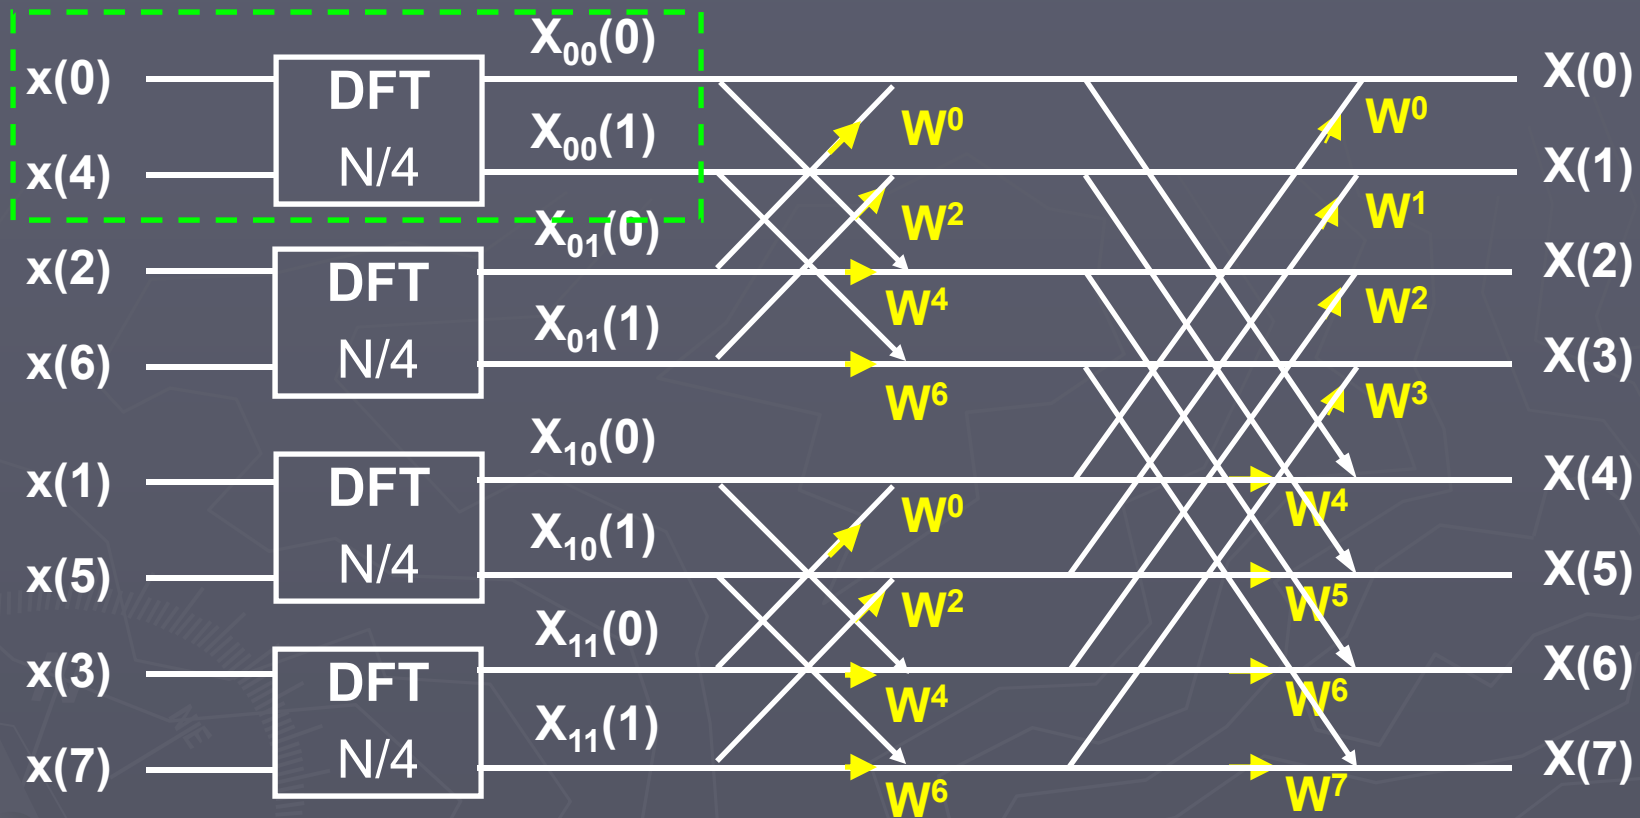 X₀₀(0)
x(0) DFT X(0)
W⁰ W⁰
X₀₀(1)
x(4) N/4 X(1)
W² W¹
X₀₁(0)
x(2) DFT X(2)
W⁴ W²
X₀₁(1)
x(6) N/4 X(3)
W⁶ W³
X₁₀(0)
x(1) DFT X(4)
W⁰ W⁴
X₁₀(1)
x(5) N/4 X(5)
W² W⁵
X₁₁(0)
x(3) DFT X(6)
W⁴ W⁶
X₁₁(1)
x(7) N/4 X(7)
W⁶ W⁷
NE